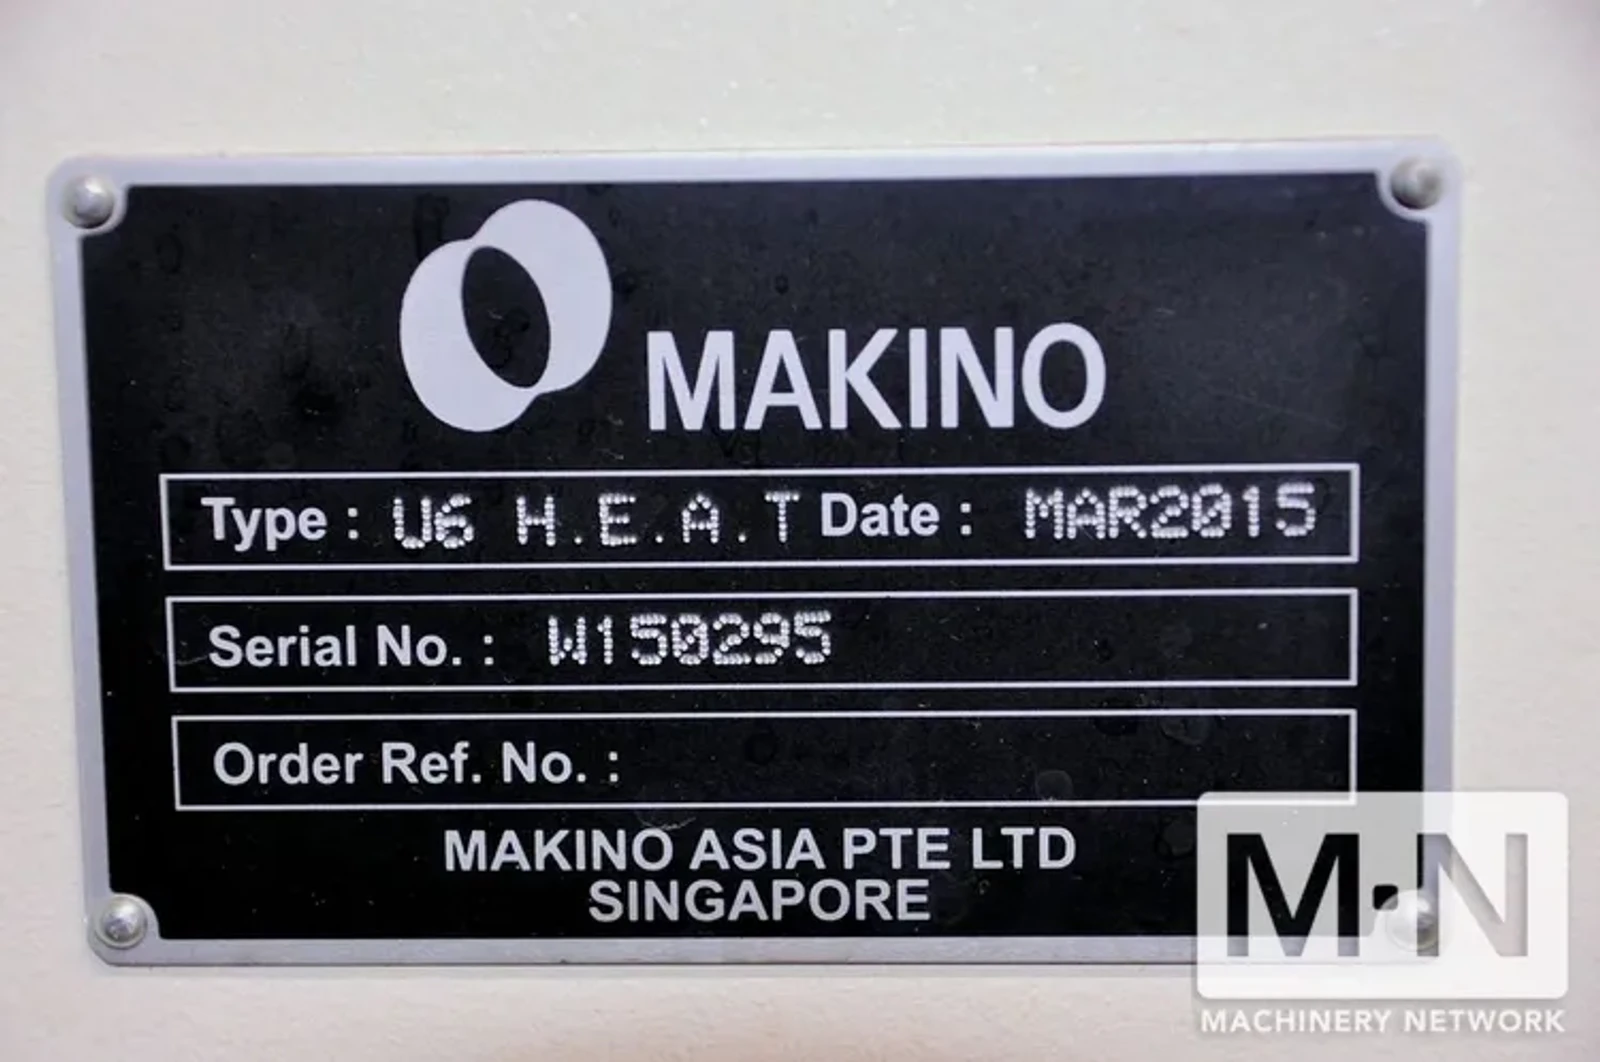 MAKINO
Type : U6 H.E.A.T Date : MAR2015
Serial No. : W150295
Order Ref. No. :
MAKINO ASIA PTE LTD
SINGAPORE
M·N
MACHINERY NETWORK